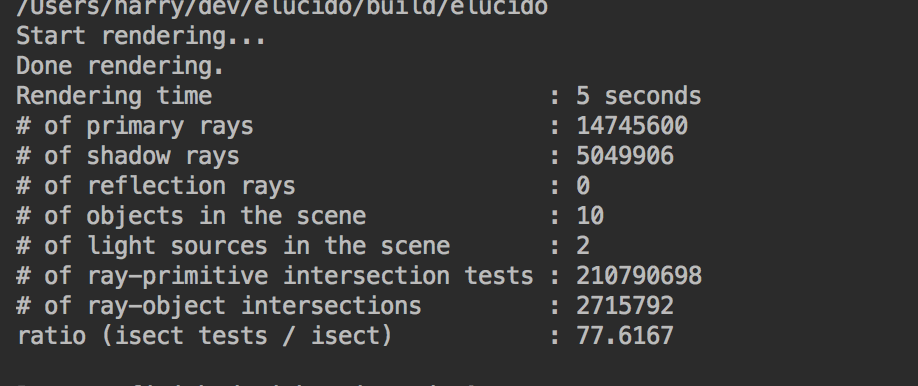 /Users/harry/dev/elucido/build/elucido
Start rendering...
Done rendering.
Rendering time                        : 5 seconds
# of primary rays                     : 14745600
# of shadow rays                      : 5049906
# of reflection rays                  : 0
# of objects in the scene             : 10
# of light sources in the scene       : 2
# of ray-primitive intersection tests : 210790698
# of ray-object intersections         : 2715792
ratio (isect tests / isect)           : 77.6167